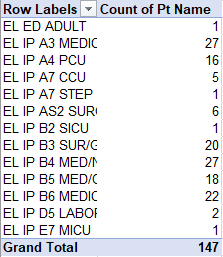 Row Labels Count of Pt Name
EL ED ADULT 1
EL IP A3 MEDIC 27
EL IP A4 PCU 16
EL IP A7 CCU 5
EL IP A7 STEP 1
EL IP AS2 SUR 6
EL IP B2 SICU 1
EL IP B3 SUR/G 20
EL IP B4 MED/N 27
EL IP B5 MED/C 18
EL IP B6 MEDIC 22
EL IP D5 LABOR 2
EL IP E7 MICU 1
Grand Total 147